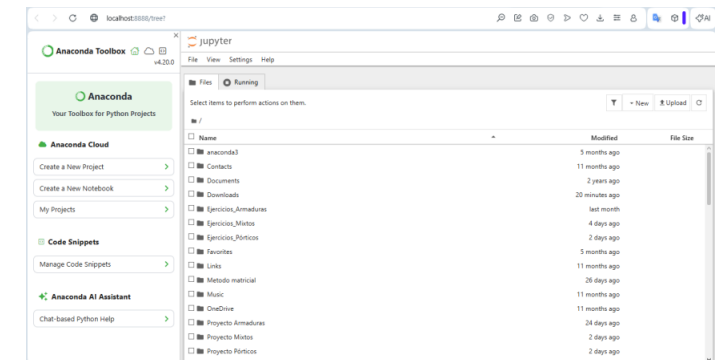 localhost:8888/tree?
AI
Anaconda Toolbox
v4.20.0
Anaconda
Your Toolbox for Python Projects
Anaconda Cloud
Create a New Project
Create a New Notebook
My Projects
Code Snippets
Manage Code Snippets
Anaconda AI Assistant
Chat-based Python Help
jupyter
File View Settings Help
Files Running
Select items to perform actions on them.
New Upload
/
Name Modified File Size
anaconda3 5 months ago
Contacts 11 months ago
Documents 2 years ago
Downloads 20 minutes ago
Ejercicios_Armaduras last month
Ejercicios_Mixtos 4 days ago
Ejercicios_Pórticos 2 days ago
Favorites 5 months ago
Links 11 months ago
Metodo matricial 26 days ago
Music 11 months ago
OneDrive 11 months ago
Proyecto Armaduras 24 days ago
Proyecto Mixtos 2 days ago
Proyecto Pórticos 2 days ago